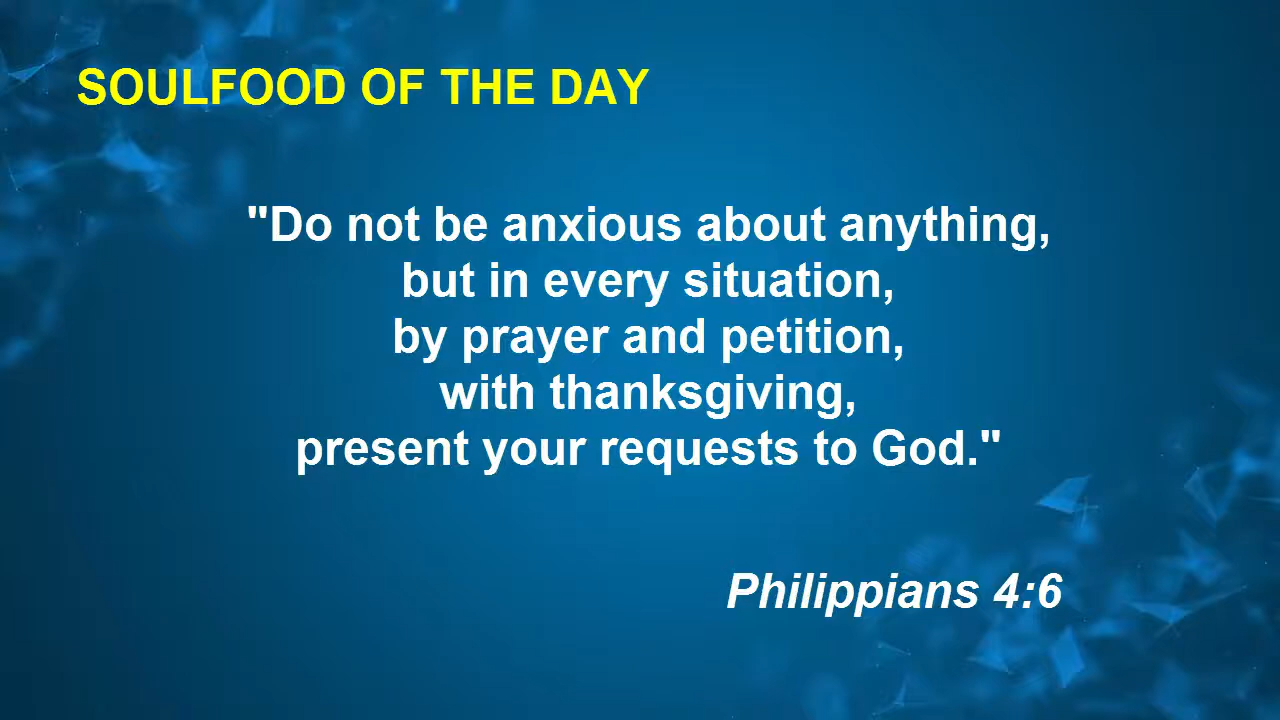 SOULFOOD OF THE DAY
"Do not be anxious about anything,
but in every situation,
by prayer and petition,
with thanksgiving,
present your requests to God."
Philippians 4:6